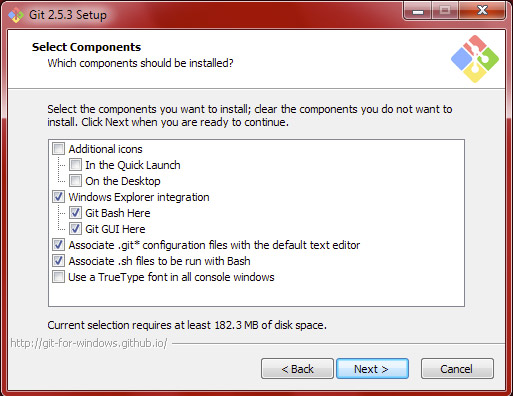 Git 2.5.3 Setup
Select Components
Which components should be installed?
Select the components you want to install; clear the components you do not want to
install. Click Next when you are ready to continue.
Additional icons
In the Quick Launch
On the Desktop
Windows Explorer integration
Git Bash Here
Git GUI Here
Associate .git* configuration files with the default text editor
Associate .sh files to be run with Bash
Use a TrueType font in all console windows
Current selection requires at least 182.3 MB of disk space.
http://git-for-windows.github.io/
< Back
Next >
Cancel